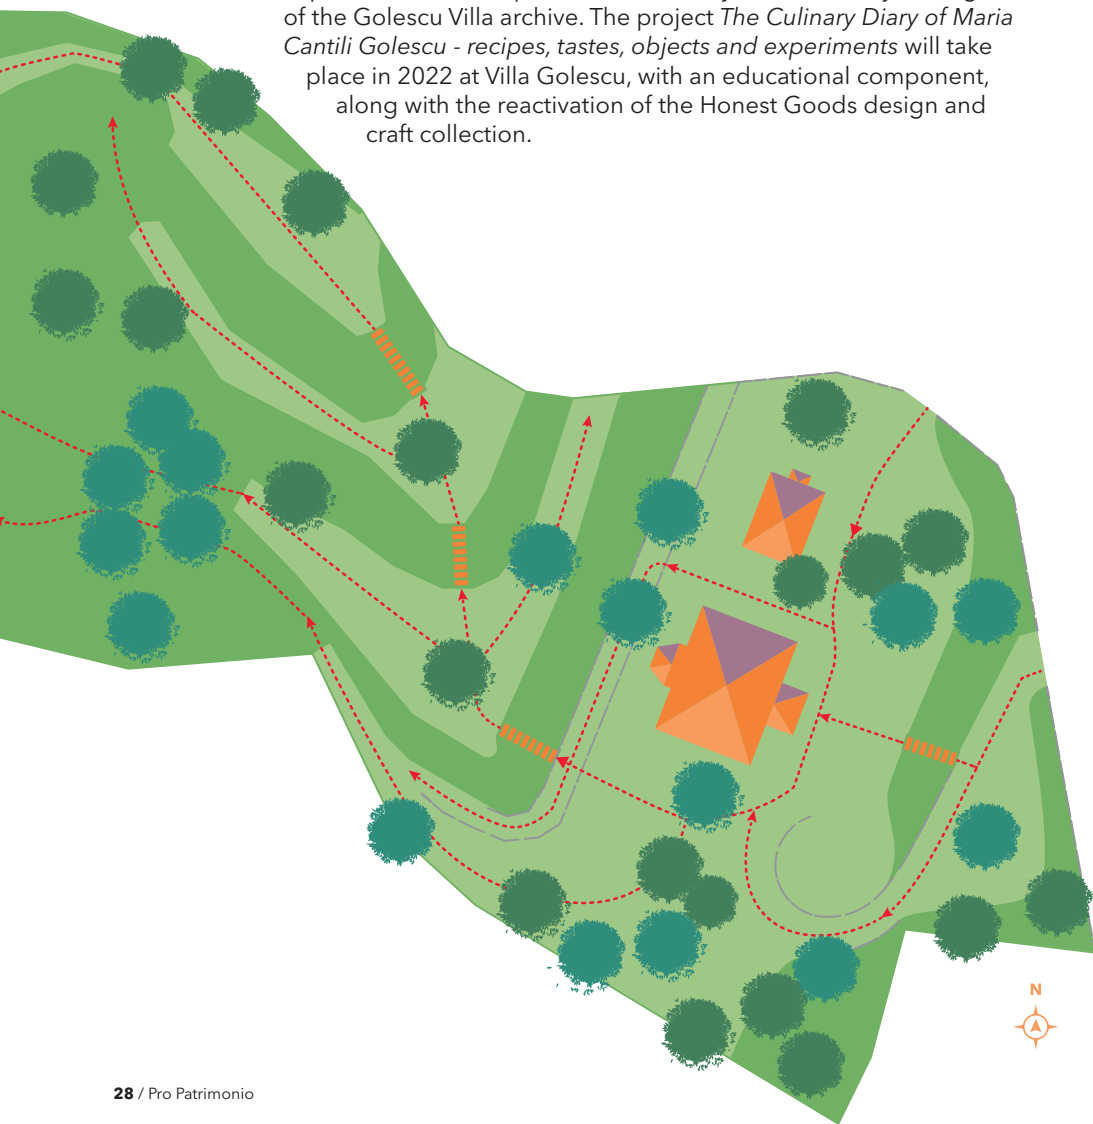 of the Golescu Villa archive. The project The Culinary Diary of Maria
Cantili Golescu - recipes, tastes, objects and experiments will take
place in 2022 at Villa Golescu, with an educational component,
along with the reactivation of the Honest Goods design and
craft collection.
N
28 / Pro Patrimonio